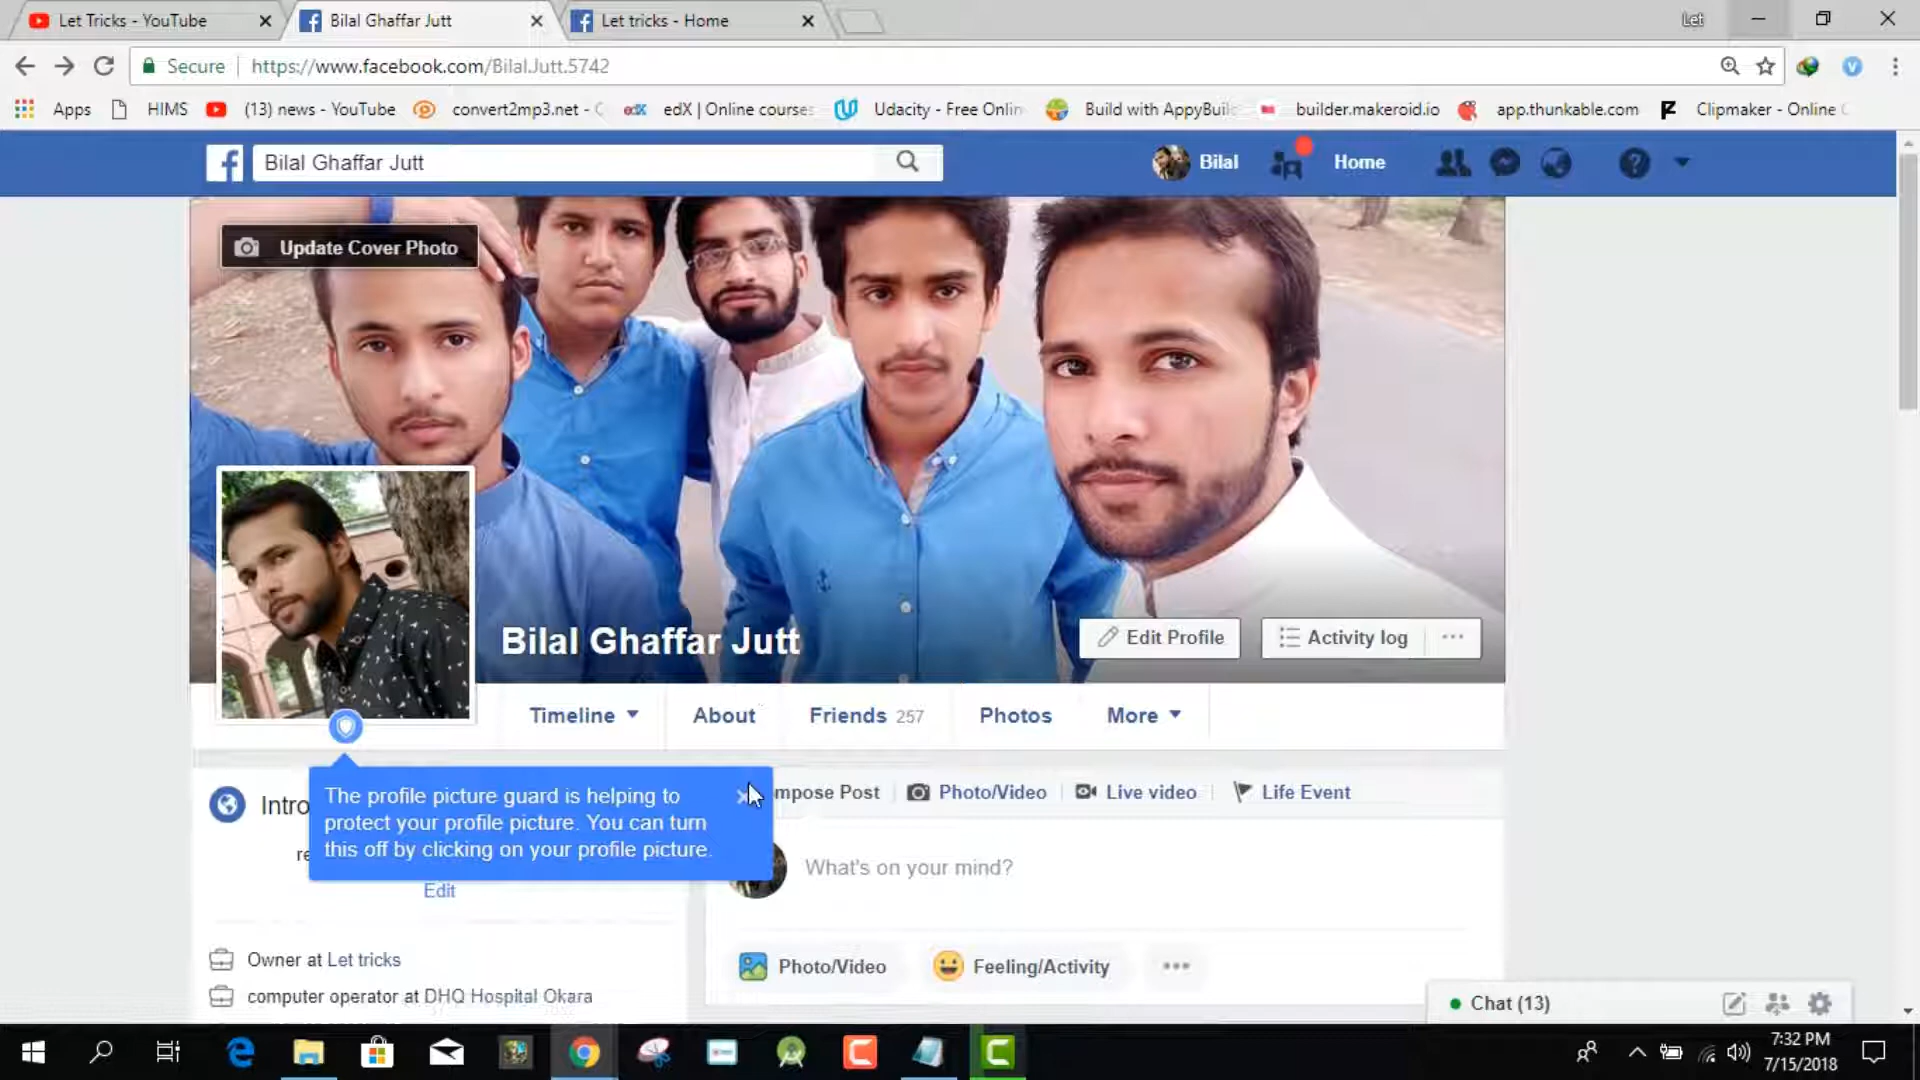 Let Tricks - YouTube
Bilal Ghaffar Jutt
Let tricks - Home
Let
Secure
https://www.facebook.com/Bilal.Jutt.5742
Apps
HIMS
(13) news - YouTube
convert2mp3.net - C
edX | Online courses
Udacity - Free Onlin
Build with AppyBuil
builder.makeroid.io
app.thunkable.com
Clipmaker - Online C
Bilal Ghaffar Jutt
Bilal
Home
Update Cover Photo
Bilal Ghaffar Jutt
Edit Profile
Activity log
Timeline
About
Friends 257
Photos
More
Intro
The profile picture guard is helping to
protect your profile picture. You can turn
this off by clicking on your profile picture.
re
Edit
Owner at Let tricks
computer operator at DHQ Hospital Okara
mpose Post
Photo/Video
Live video
Life Event
What's on your mind?
Photo/Video
Feeling/Activity
Chat (13)
7:32 PM
7/15/2018